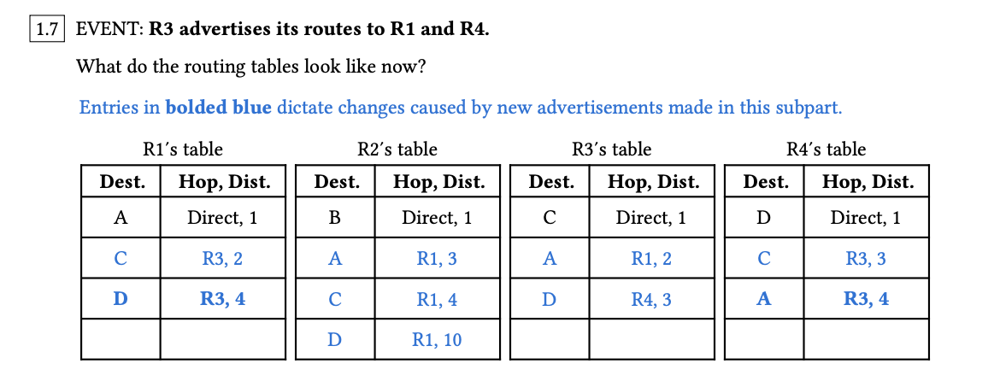 1.7 EVENT: R3 advertises its routes to R1 and R4.
What do the routing tables look like now?
Entries in bolded blue dictate changes caused by new advertisements made in this subpart.
R1′s table R2′s table R3′s table R4′s table
Dest. Hop, Dist. Dest. Hop, Dist. Dest. Hop, Dist. Dest. Hop, Dist.
A Direct, 1 B Direct, 1 C Direct, 1 D Direct, 1
C R3, 2 A R1, 3 A R1, 2 C R3, 3
D R3, 4 C R1, 4 D R4, 3 A R3, 4
D R1, 10